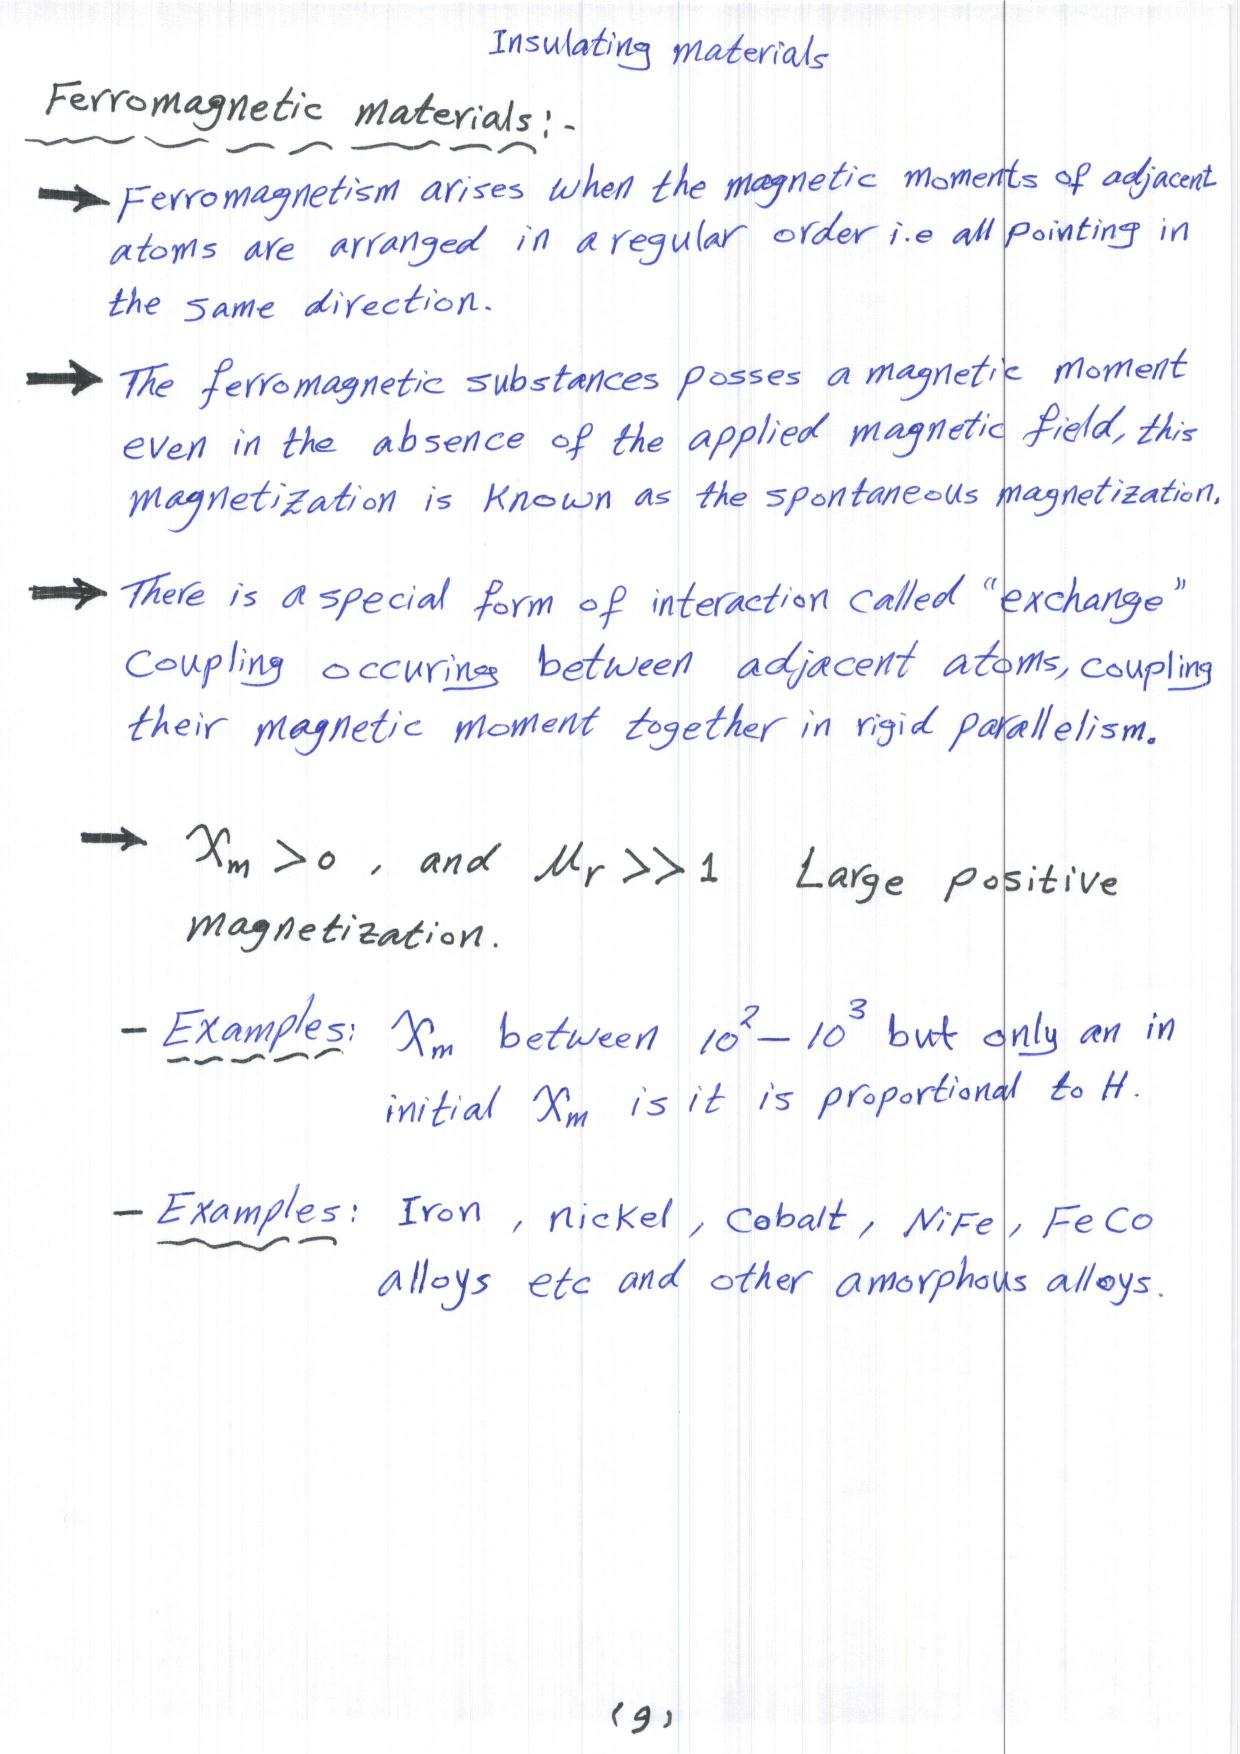 Insulating materials
Ferromagnetic materials:-
→ Ferromagnetism arises when the magnetic moments of adjacent
atoms are arranged in a regular order i.e all pointing in
the same direction.
→ The ferromagnetic substances posses a magnetic moment
even in the absence of the applied magnetic field, this
magnetization is known as the spontaneous magnetization.
→ There is a special form of interaction called "exchange"
Coupling occuring between adjacent atoms, coupling
their magnetic moment together in rigid parallelism.
→ χm >0 , and μr >>1 Large positive
magnetization.
- Examples: χm between 10² – 10³ but only an in
initial χm is it is proportional to H.
- Examples: Iron , nickel , Cobalt , NiFe , FeCo
alloys etc and other amorphous alloys.
(9)